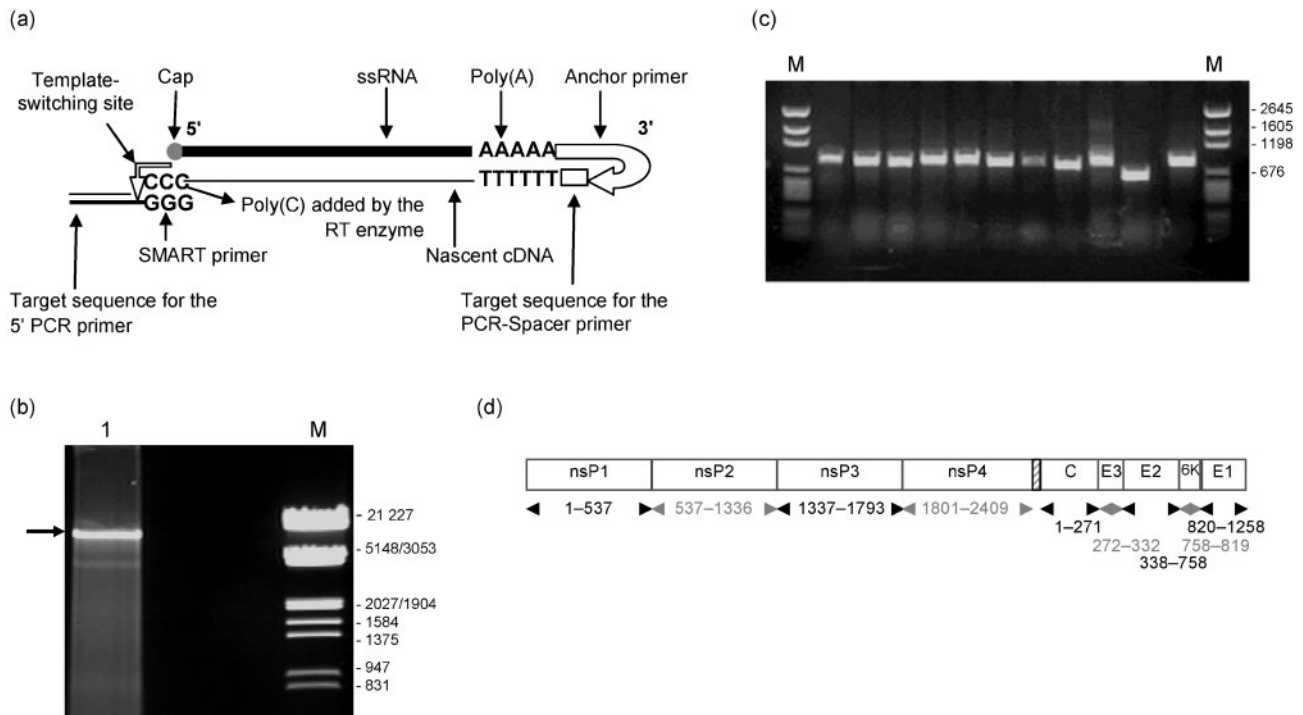 (a)
Template-
switching site
Cap
ssRNA
Poly(A)
Anchor primer
5'
3'
AAAAA
CCC
TTTTTT
GGG
Poly(C) added by the
RT enzyme
SMART primer
Nascent cDNA
Target sequence for the
5' PCR primer
Target sequence for the
PCR-Spacer primer
(c)
M
M
- 2645
- 1605
- 1198
- 676
(b)
1
M
- 21 227
- 5148/3053
- 2027/1904
- 1584
- 1375
- 947
- 831
(d)
nsP1
nsP2
nsP3
nsP4
C
E3
E2
6K
E1
1–537
537–1336
1337–1793
1801–2409
1–271
820–1258
272–332
758–819
338–758